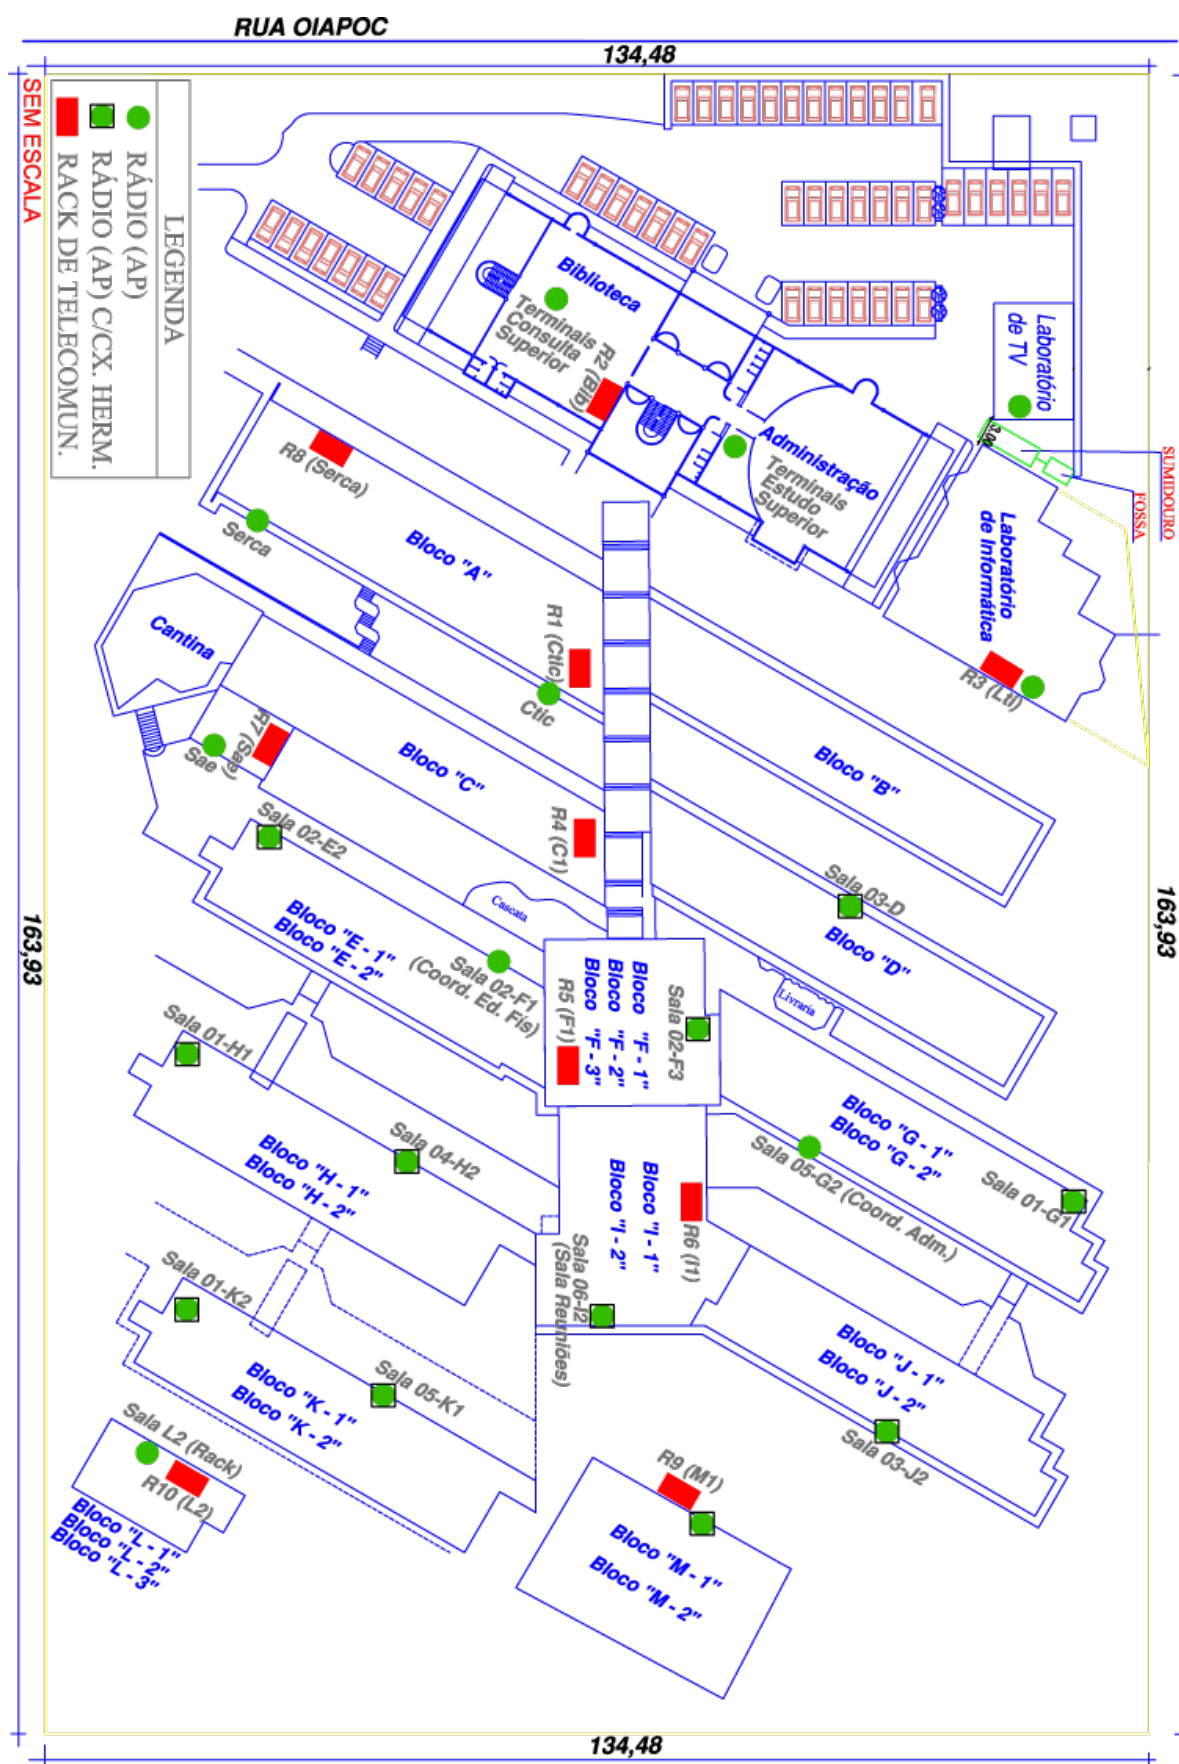 RUA OIAPOC
134,48
SEM ESCALA
LEGENDA
RÁDIO (AP)
RÁDIO (AP) C/CX. HERM.
RACK DE TELECOMUN.
Biblioteca
Terminais
Consulta
Superior
R2 (Bib)
Laboratório
de TV
3,00
SUMIDOURO
FOSSA
Administração
Terminais
Estudo
Superior
R8 (Serca)
Serca
Bloco "A"
Laboratório
de Informática
R3 (Lti)
Cantina
R1 (Ctic)
Ctic
R7 (Sae)
Sae
Bloco "C"
Bloco "B"
R4 (C1)
Sala 02-E2
Sala 03-D
Bloco "D"
Cascata
Bloco "E - 1"
Bloco "E - 2"
Sala 02-F1
(Coord. Ed. Fís)
163,93
163,93
R5 (F1)
Bloco "F - 1"
Bloco "F - 2"
Bloco "F - 3"
Sala 02-F3
Livraria
Sala 01-H1
Bloco "G - 1"
Bloco "G - 2"
Sala 05-G2 (Coord. Adm.)
Sala 01-G1
Sala 04-H2
Bloco "H - 1"
Bloco "H - 2"
Bloco "I - 1"
Bloco "I - 2"
R6 (I1)
Sala 06-I2
(Sala Reuniões)
Sala 01-K2
Bloco "J - 1"
Bloco "J - 2"
Sala 03-J2
Sala 05-K1
Bloco "K - 1"
Bloco "K - 2"
Sala L2 (Rack)
R10 (L2)
Bloco "L - 1"
Bloco "L - 2"
Bloco "L - 3"
R9 (M1)
Bloco "M - 1"
Bloco "M - 2"
134,48